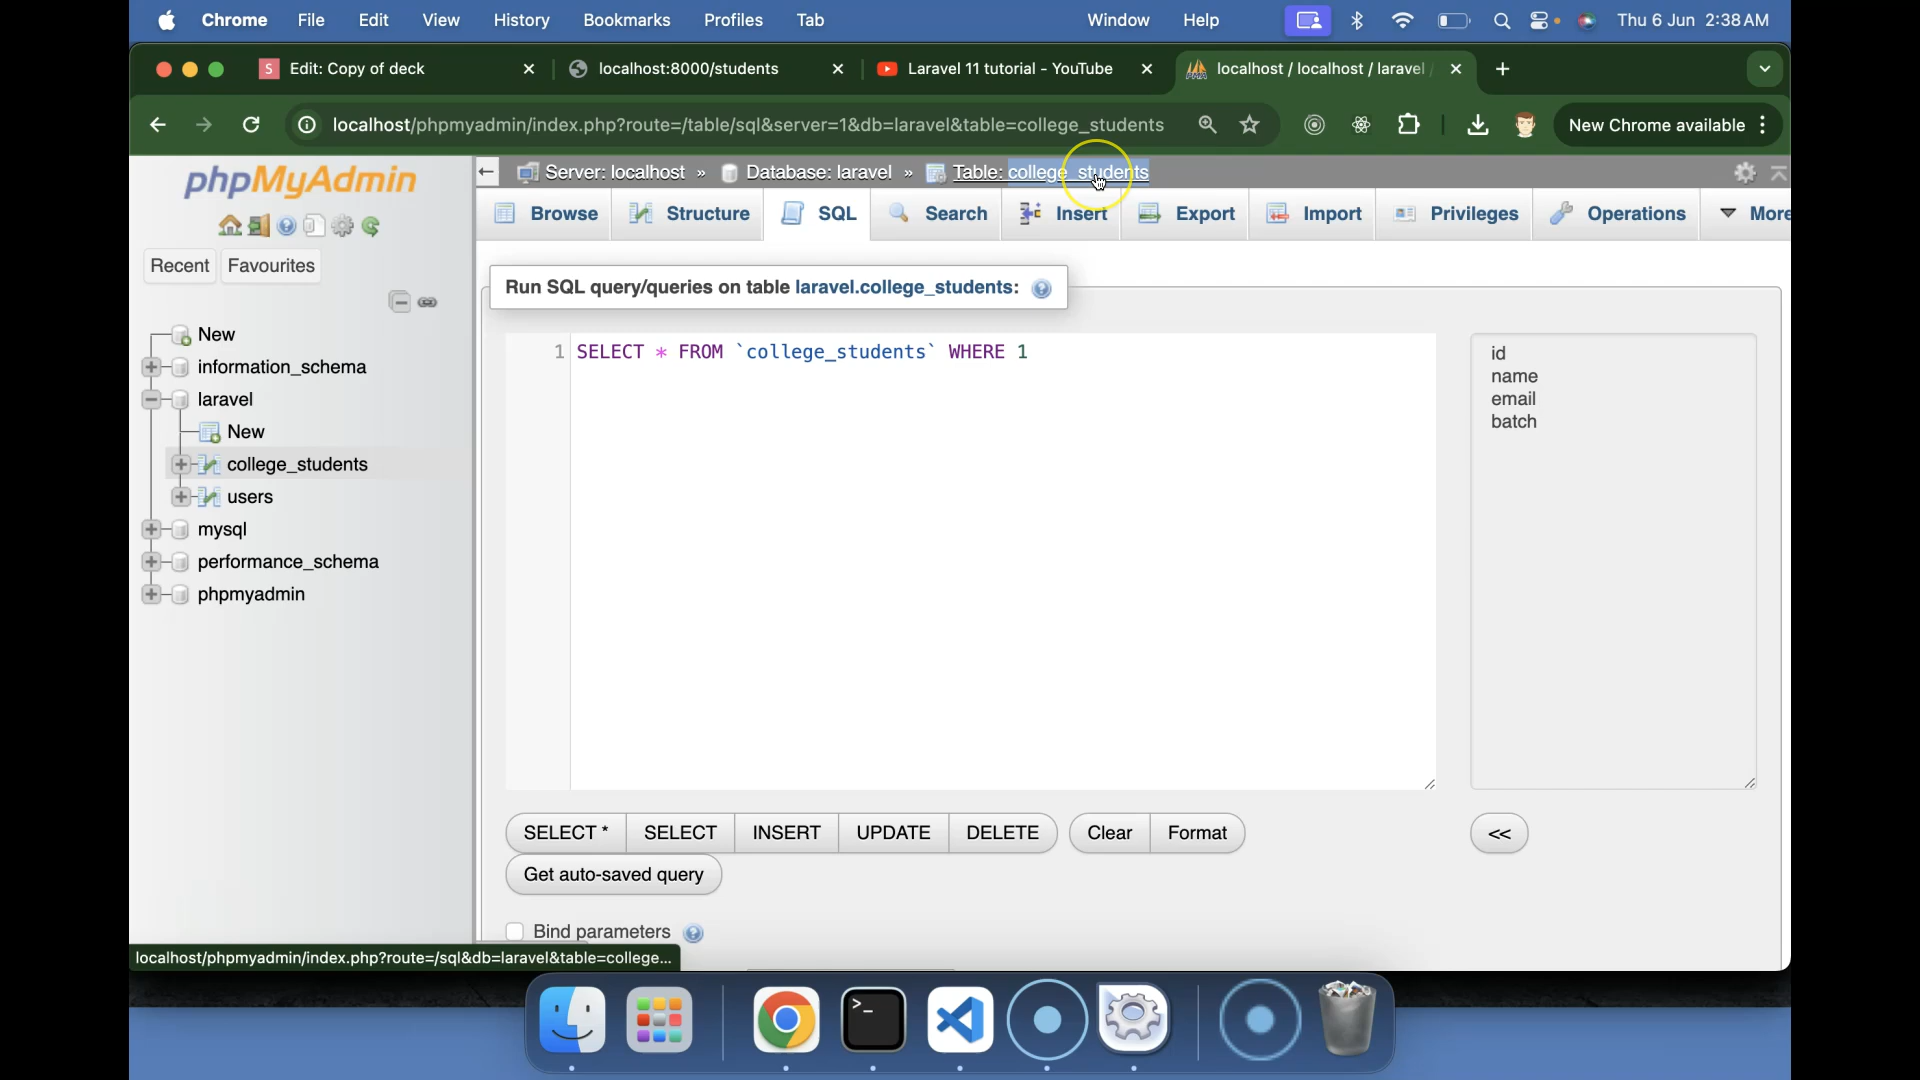 Chrome File Edit View History Bookmarks Profiles Tab Window Help Thu 6 Jun 2:38 AM
S Edit: Copy of deck localhost:8000/students Laravel 11 tutorial - YouTube localhost / localhost / laravel
localhost/phpmyadmin/index.php?route=/table/sql&server=1&db=laravel&table=college_students New Chrome available
phpMyAdmin
Recent Favourites
New
information_schema
laravel
New
college_students
users
mysql
performance_schema
phpmyadmin
Server: localhost » Database: laravel » Table: college_students
Browse Structure SQL Search Insert Export Import Privileges Operations More
Run SQL query/queries on table laravel.college_students:
1 SELECT * FROM `college_students` WHERE 1
id
name
email
batch
SELECT * SELECT INSERT UPDATE DELETE Clear Format <<
Get auto-saved query
Bind parameters
localhost/phpmyadmin/index.php?route=/sql&db=laravel&table=college...